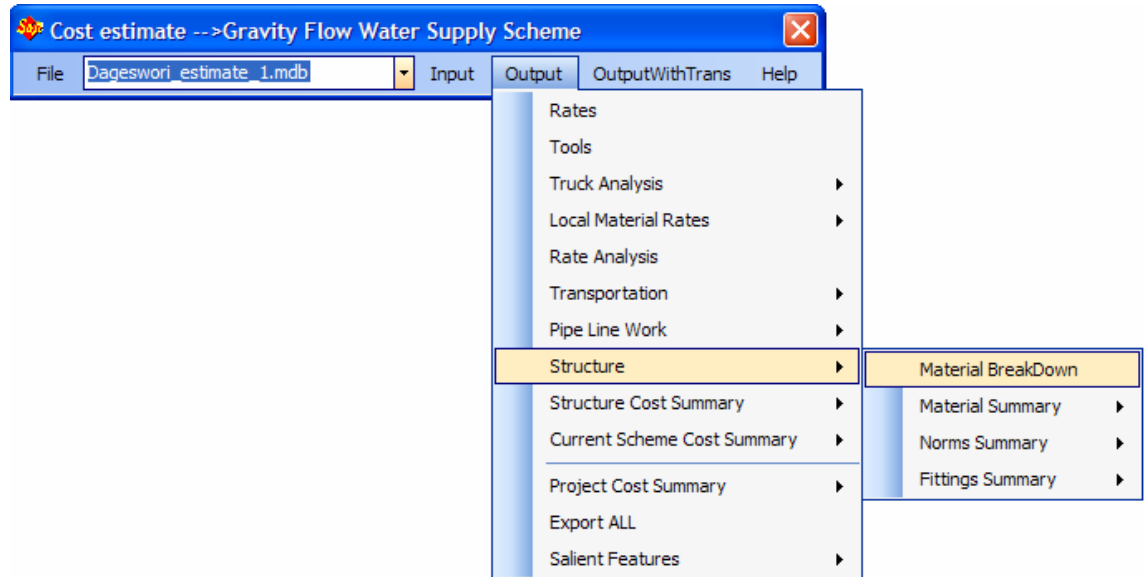 Cost estimate -->Gravity Flow Water Supply Scheme
File Dageswori_estimate_1.mdb Input Output OutputWithTrans Help
Rates
Tools
Truck Analysis
Local Material Rates
Rate Analysis
Transportation
Pipe Line Work
Structure
Structure Cost Summary
Current Scheme Cost Summary
Project Cost Summary
Export ALL
Salient Features
Material BreakDown
Material Summary
Norms Summary
Fittings Summary